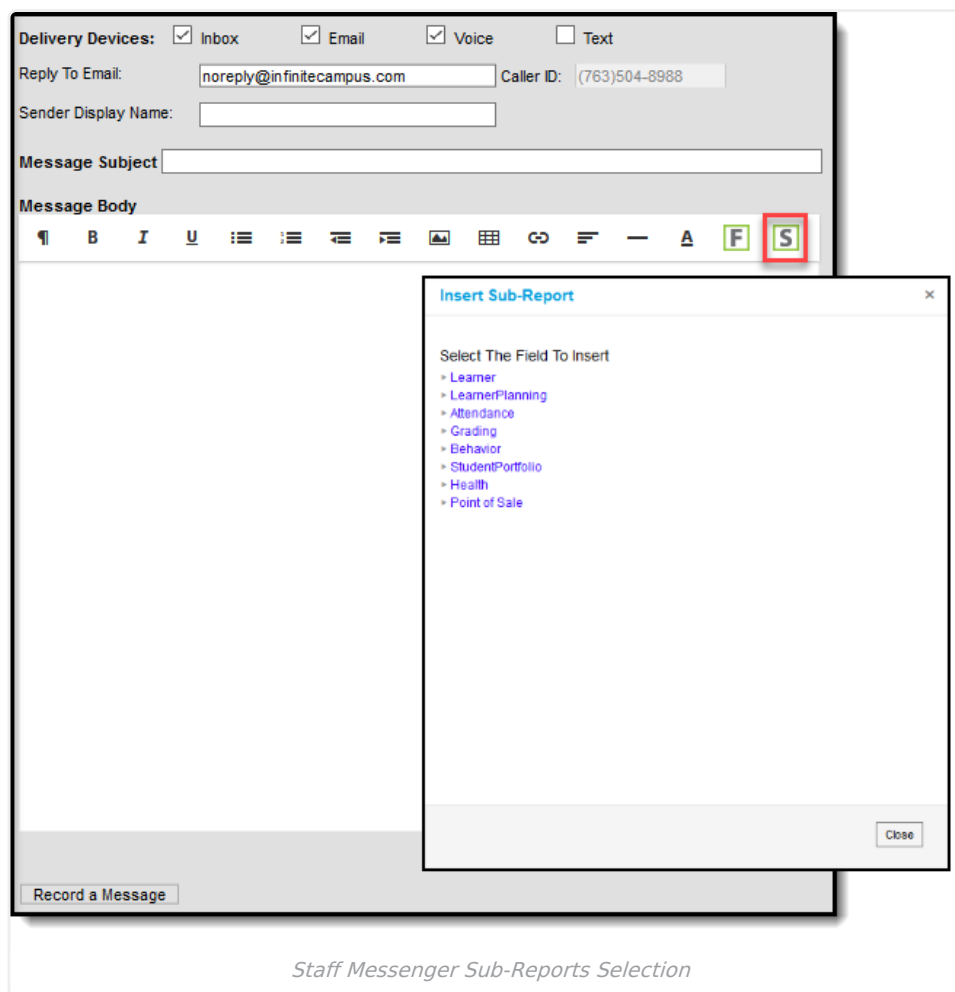 Delivery Devices: Inbox Email Voice Text
Reply To Email: noreply@infinitecampus.com Caller ID: (763)504-8988
Sender Display Name:
Message Subject
Message Body
¶ B I U A F S
Insert Sub-Report ×
Select The Field To Insert
Learner
LearnerPlanning
Attendance
Grading
Behavior
StudentPortfolio
Health
Point of Sale
Close
Record a Message
Staff Messenger Sub-Reports Selection